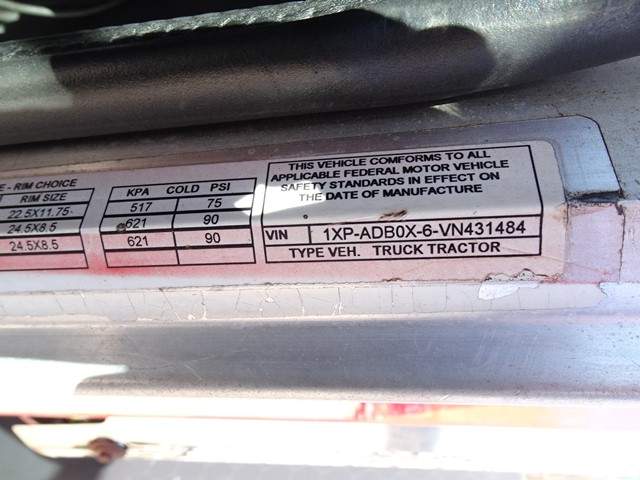 E - RIM CHOICE
RIM SIZE
22.5X11.75
24.5X8.5
24.5X8.5
KPA COLD PSI
517 75
621 90
621 90
THIS VEHICLE COMFORMS TO ALL
APPLICABLE FEDERAL MOTOR VEHICLE
SAFETY STANDARDS IN EFFECT ON
THE DATE OF MANUFACTURE
VIN 1XP-ADB0X-6-VN431484
TYPE VEH. TRUCK TRACTOR